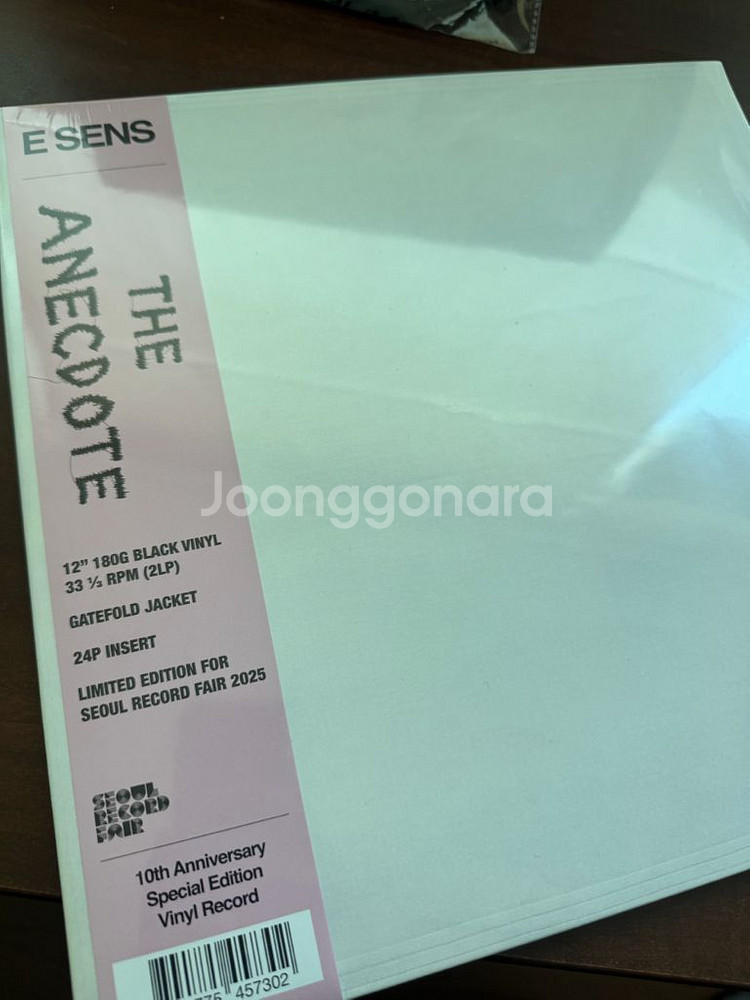 E SENS
THE
ANECDOTE
12” 180G BLACK VINYL
33 ⅓ RPM (2LP)
GATEFOLD JACKET
24P INSERT
LIMITED EDITION FOR
SEOUL RECORD FAIR 2025
SEOUL
RECORD
FAIR
10th Anniversary
Special Edition
Vinyl Record
457302
Joonggonara